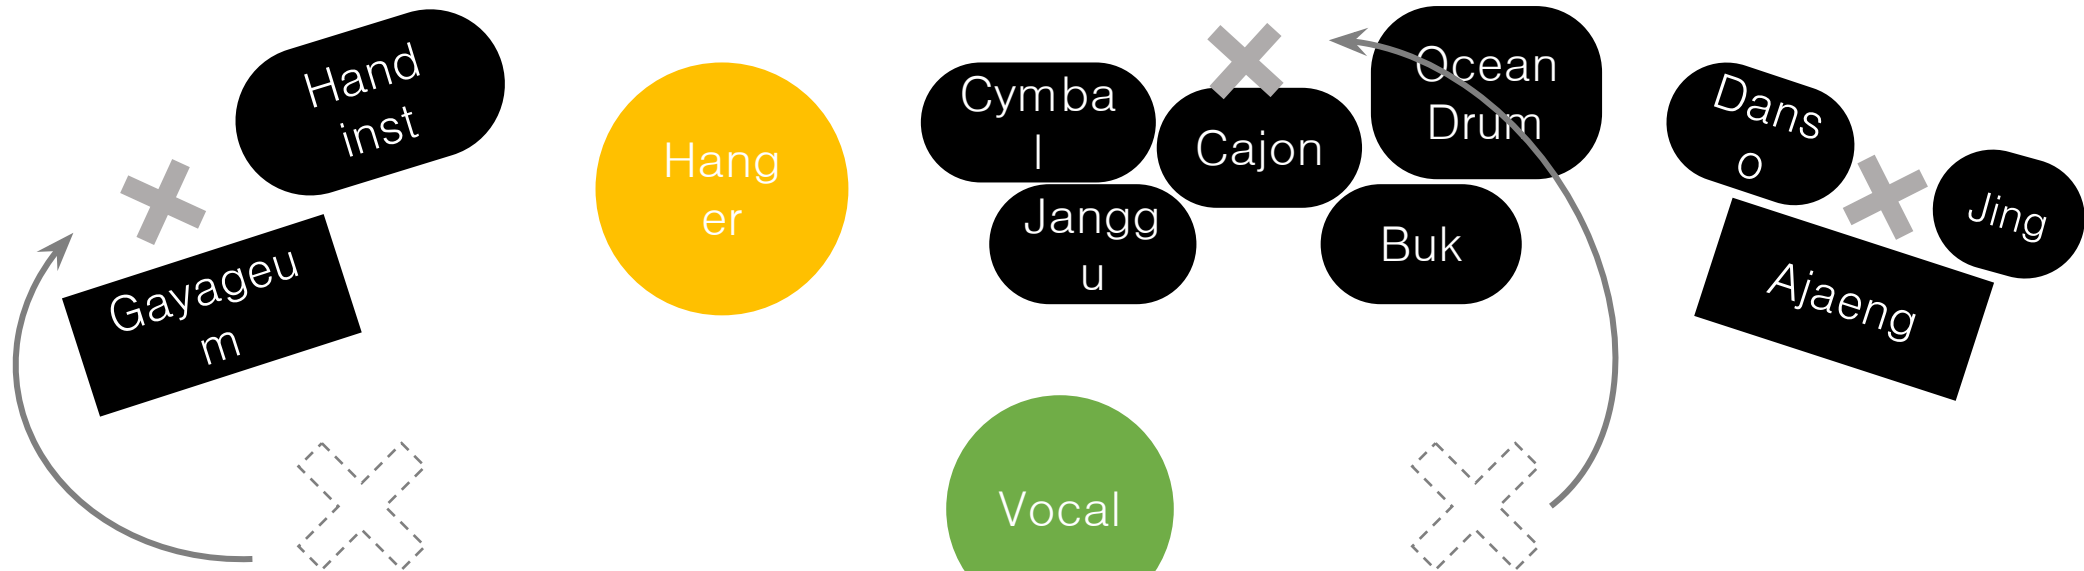 Hand
inst
Gayageu
m
Hang
er
Cymba
l
Jangg
u
Cajon
Ocean
Drum
Buk
Vocal
Dans
o
Jing
Ajaeng